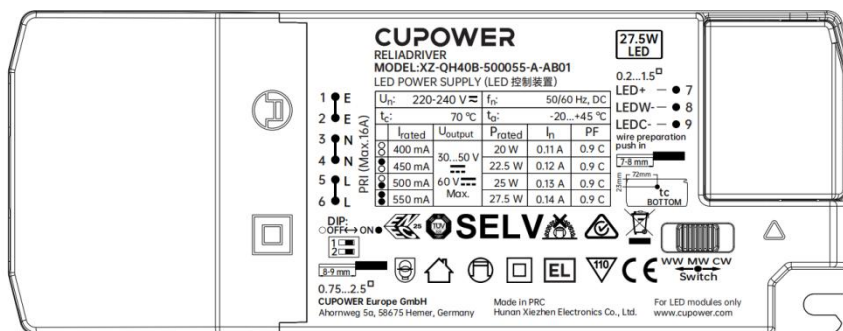 CUPOWER
RELIADRIVER
MODEL:XZ-QH40B-500055-A-AB01
LED POWER SUPPLY (LED 控制装置)
27.5W
LED
0.2...1.5
LED+ 7
LEDW- 8
LEDC- 9
wire preparation
push in
7-8 mm
72mm
23mm
tc
BOTTOM
1 E
2 E
3 N
4 N
5 L
6 L
PRI (Max.16A)
Un: 220-240 V fn: 50/60 Hz, DC
tc: 70 ℃ ta: -20...+45 ℃
Irated Uoutput Prated In PF
400 mA 20 W 0.11 A 0.9 C
450 mA 22.5 W 0.12 A 0.9 C
500 mA 25 W 0.13 A 0.9 C
550 mA 27.5 W 0.14 A 0.9 C
30...50 V
60 V
Max.
DIP:
OFF↔ON
1
2
25
TÜV
SELV
WW MW CW
Switch
8-9 mm
0.75...2.5
EL
110
CE
CUPOWER Europe GmbH
Ahornweg 5a, 58675 Hemer, Germany
Made in PRC
Hunan Xiezhen Electronics Co., Ltd.
For LED modules only
www.cupower.com